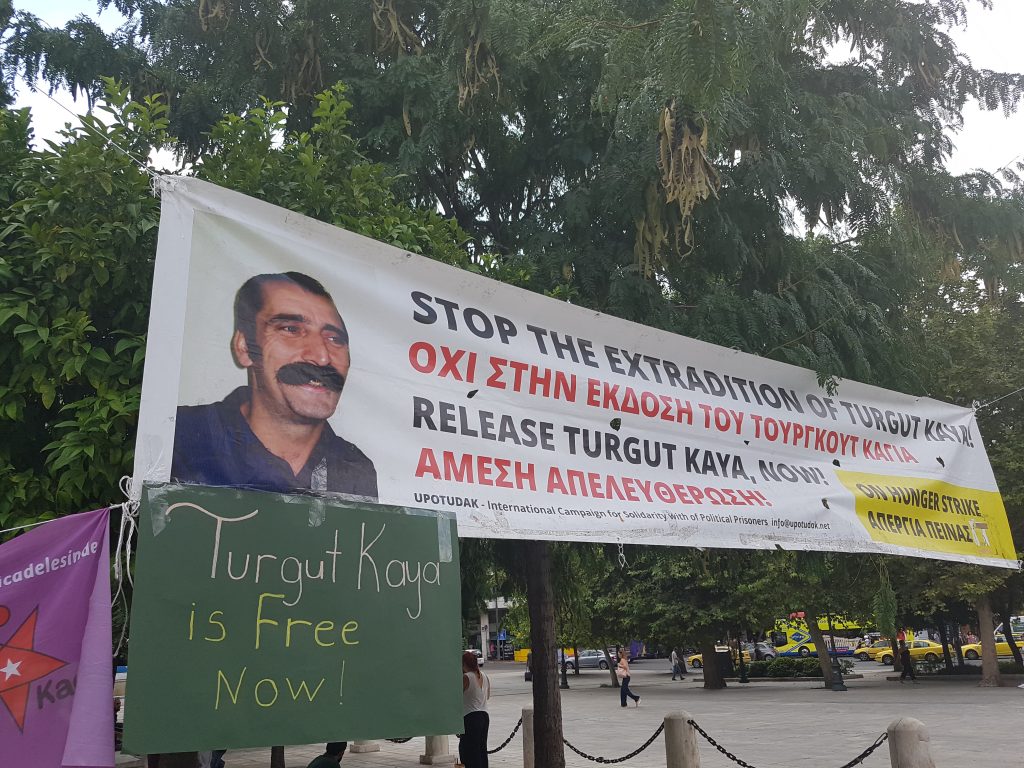 STOP THE EXTRADITION OF TURGUT KAYA!
ΟΧΙ ΣΤΗΝ ΕΚΔΟΣΗ ΤΟΥ ΤΟΥΡΓΚΟΥΤ ΚΑΓΙΑ
RELEASE TURGUT KAYA, NOW!
ΑΜΕΣΗ ΑΠΕΛΕΥΘΕΡΩΣΗ!
UPOTUDAK - International Campaign for Solidarity with of Political Prisoners info@upotudak.net
ON HUNGER STRIKE
ΑΠΕΡΓΙΑ ΠΕΙΝΑΣ
Turgut Kaya
is Free
Now!